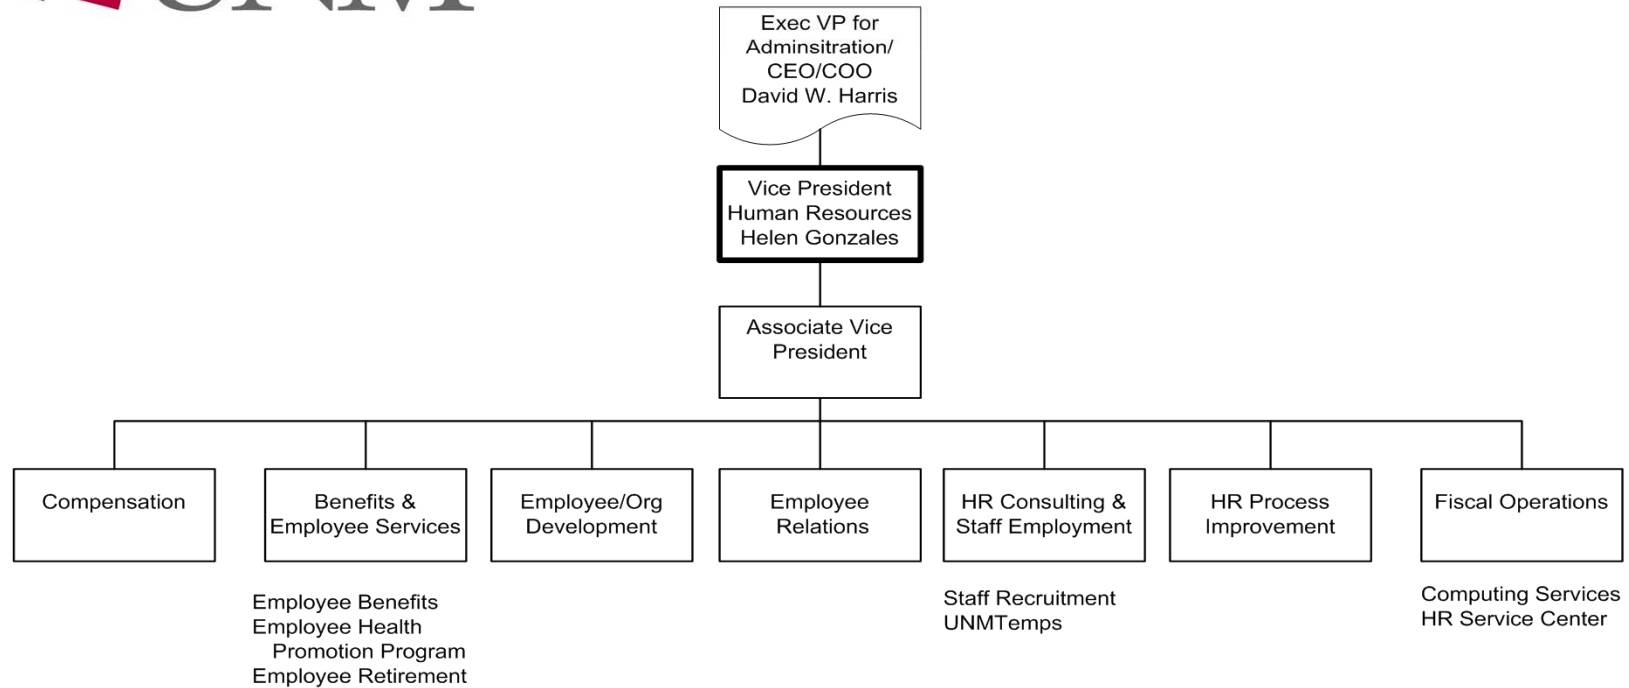 UNM
Exec VP for
Adminsitration/
CEO/COO
David W. Harris
Vice President
Human Resources
Helen Gonzales
Associate Vice
President
Compensation
Benefits &
Employee Services
Employee/Org
Development
Employee
Relations
HR Consulting &
Staff Employment
HR Process
Improvement
Fiscal Operations
Employee Benefits
Employee Health
Promotion Program
Employee Retirement
Staff Recruitment
UNMTemps
Computing Services
HR Service Center